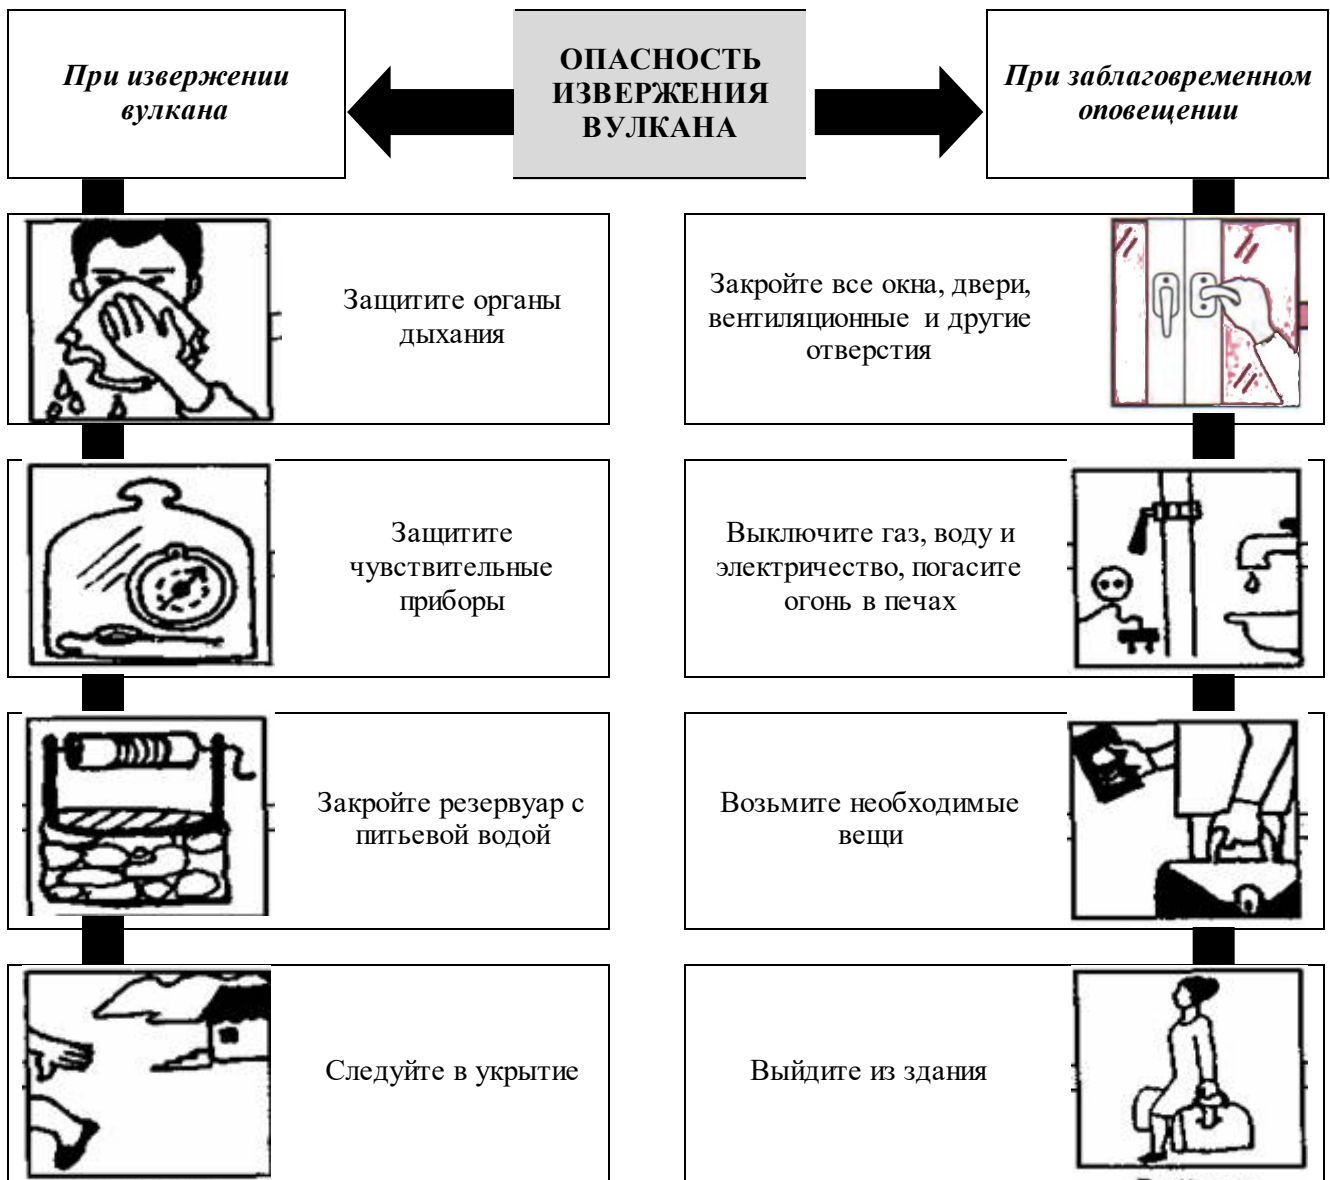 При извержении
вулкана
ОПАСНОСТЬ
ИЗВЕРЖЕНИЯ
ВУЛКАНА
При заблаговременном
оповещении
Защитите органы
дыхания
Закройте все окна, двери,
вентиляционные и другие
отверстия
Защитите
чувствительные
приборы
Выключите газ, воду и
электричество, погасите
огонь в печах
Закройте резервуар с
питьевой водой
Возьмите необходимые
вещи
Следуйте в укрытие
Выйдите из здания